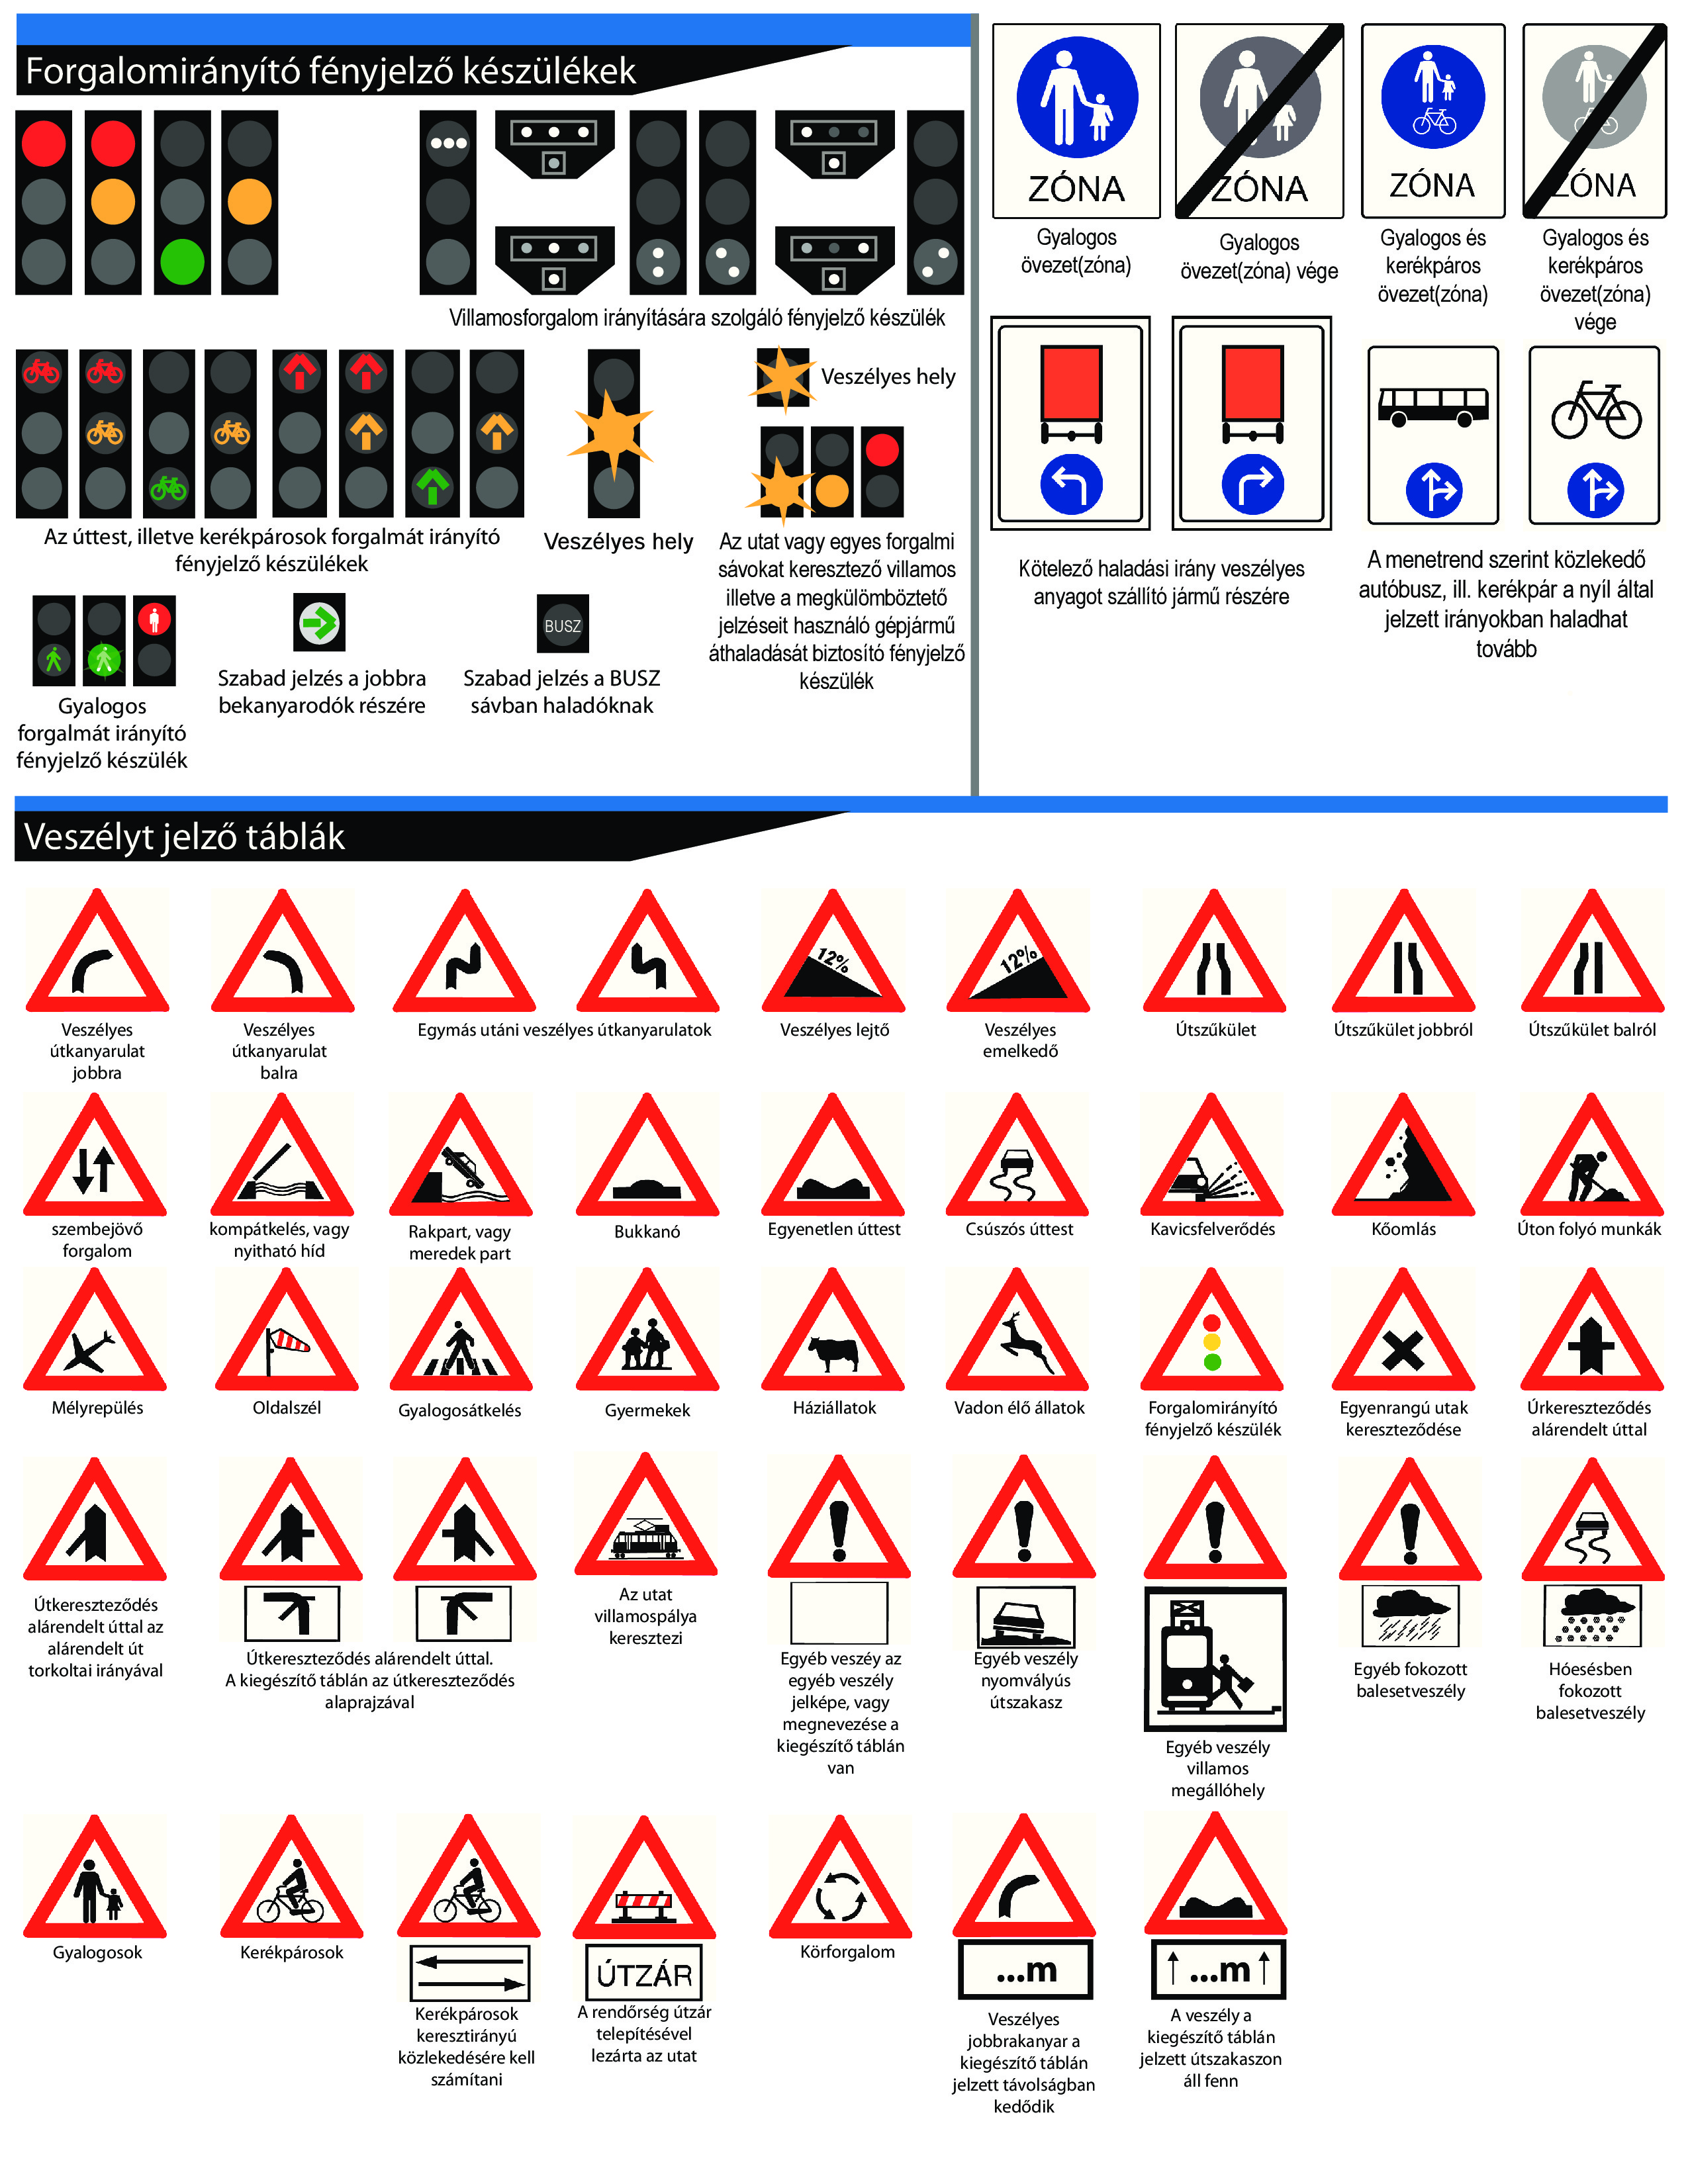 Forgalomirányító fényjelző készülékek
Villamosforgalom irányítására szolgáló fényjelző készülék
Az úttest, illetve kerékpárosok forgalmát irányító
fényjelző készülékek
Veszélyes hely
Veszélyes hely
Az utat vagy egyes forgalmi
sávokat keresztező villamos
illetve a megkülömböztető
jelzéseit használó gépjármű
áthaladását biztosító fényjelző
készülék
Gyalogos
forgalmát irányító
fényjelző készülék
Szabad jelzés a jobbra
bekanyarodók részére
BUSZ
Szabad jelzés a BUSZ
sávban haladóknak
ZÓNA
Gyalogos
övezet(zóna)
ZÓNA
Gyalogos
övezet(zóna) vége
ZÓNA
Gyalogos és
kerékpáros
övezet(zóna)
ZÓNA
Gyalogos és
kerékpáros
övezet(zóna)
vége
Kötelező haladási irány veszélyes
anyagot szállító jármű részére
A menetrend szerint közlekedő
autóbusz, ill. kerékpár a nyíl által
jelzett irányokban haladhat
tovább
Veszélyt jelző táblák
Veszélyes
útkanyarulat
jobbra
Veszélyes
útkanyarulat
balra
Egymás utáni veszélyes útkanyarulatok
12%
Veszélyes lejtő
12%
Veszélyes
emelkedő
Útszűkület
Útszűkület jobbról
Útszűkület balról
szembejövő
forgalom
kompátkelés, vagy
nyitható híd
Rakpart, vagy
meredek part
Bukkanó
Egyenetlen úttest
Csúszós úttest
Kavicsfelverődés
Kőomlás
Úton folyó munkák
Mélyrepülés
Oldalszél
Gyalogosátkelés
Gyermekek
Háziállatok
Vadon élő állatok
Forgalomirányító
fényjelző készülék
Egyenrangú utak
kereszteződése
Úrkereszteződés
alárendelt úttal
Útkereszteződés
alárendelt úttal az
alárendelt út
torkoltai irányával
Útkereszteződés alárendelt úttal.
A kiegészítő táblán az útkereszteződés
alaprajzával
Az utat
villamospálya
keresztezi
Egyéb veszéy az
egyéb veszély
jelképe, vagy
megnevezése a
kiegészítő táblán
van
Egyéb veszély
nyomvályús
útszakasz
Egyéb veszély
villamos
megállóhely
Egyéb fokozott
balesetveszély
Hóesésben
fokozott
balesetveszély
Gyalogosok
Kerékpárosok
Kerékpárosok
keresztirányú
közlekedésére kell
számítani
ÚTZÁR
A rendőrség útzár
telepítésével
lezárta az utat
Körforgalom
...m
Veszélyes
jobbrakanyar a
kiegészítő táblán
jelzett távolságban
kedődik
...m
A veszély a
kiegészítő táblán
jelzett útszakaszon
áll fenn